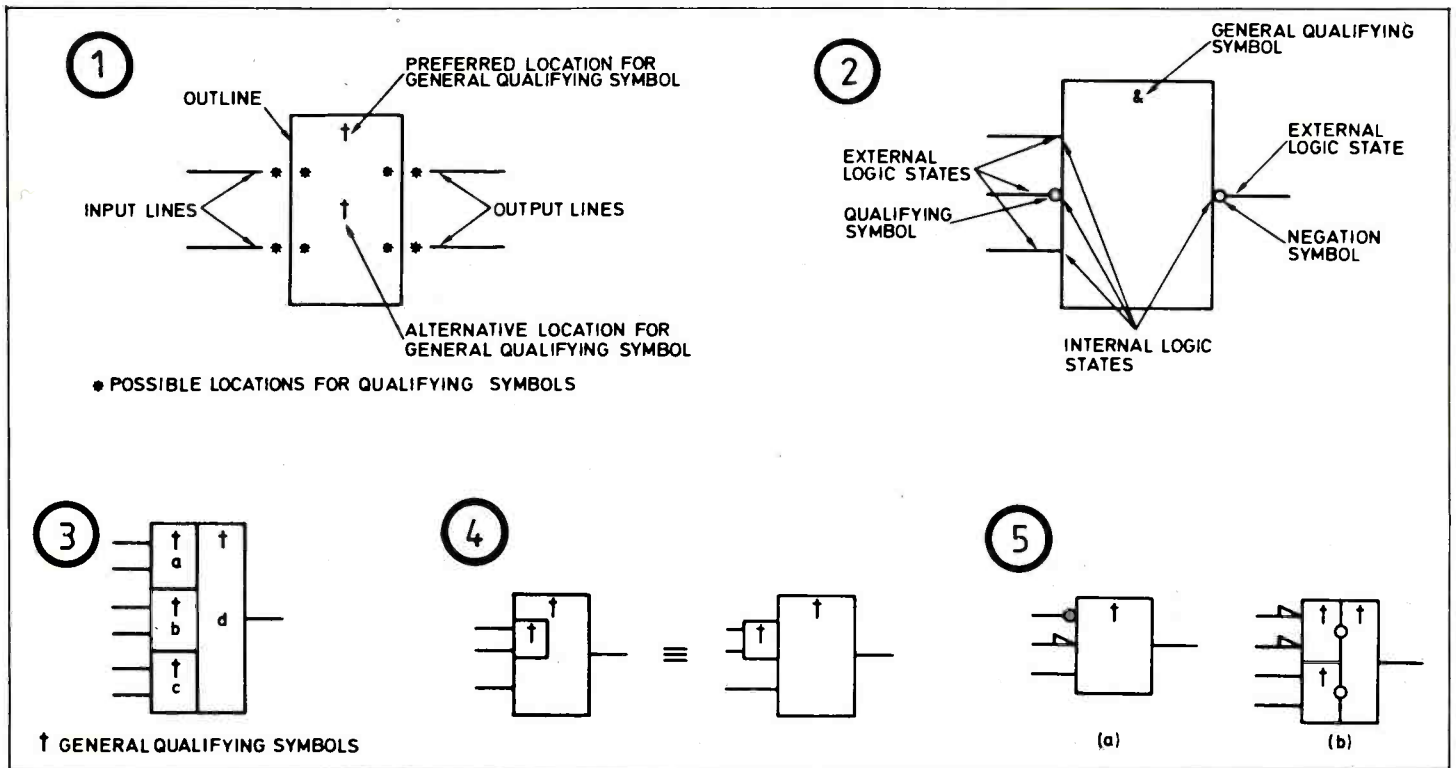 1
PREFERRED LOCATION FOR
GENERAL QUALIFYING SYMBOL
OUTLINE
†
INPUT LINES
* *
* *
†
* *
* *
OUTPUT LINES
ALTERNATIVE LOCATION FOR
GENERAL QUALIFYING SYMBOL
* POSSIBLE LOCATIONS FOR QUALIFYING SYMBOLS
2
GENERAL QUALIFYING
SYMBOL
&
EXTERNAL
LOGIC STATES
QUALIFYING
SYMBOL
EXTERNAL
LOGIC STATE
NEGATION
SYMBOL
INTERNAL LOGIC
STATES
3
†
a
†
b
†
c
†
d
† GENERAL QUALIFYING SYMBOLS
4
†
†
≡
†
†
5
†
(a)
†
†
†
(b)